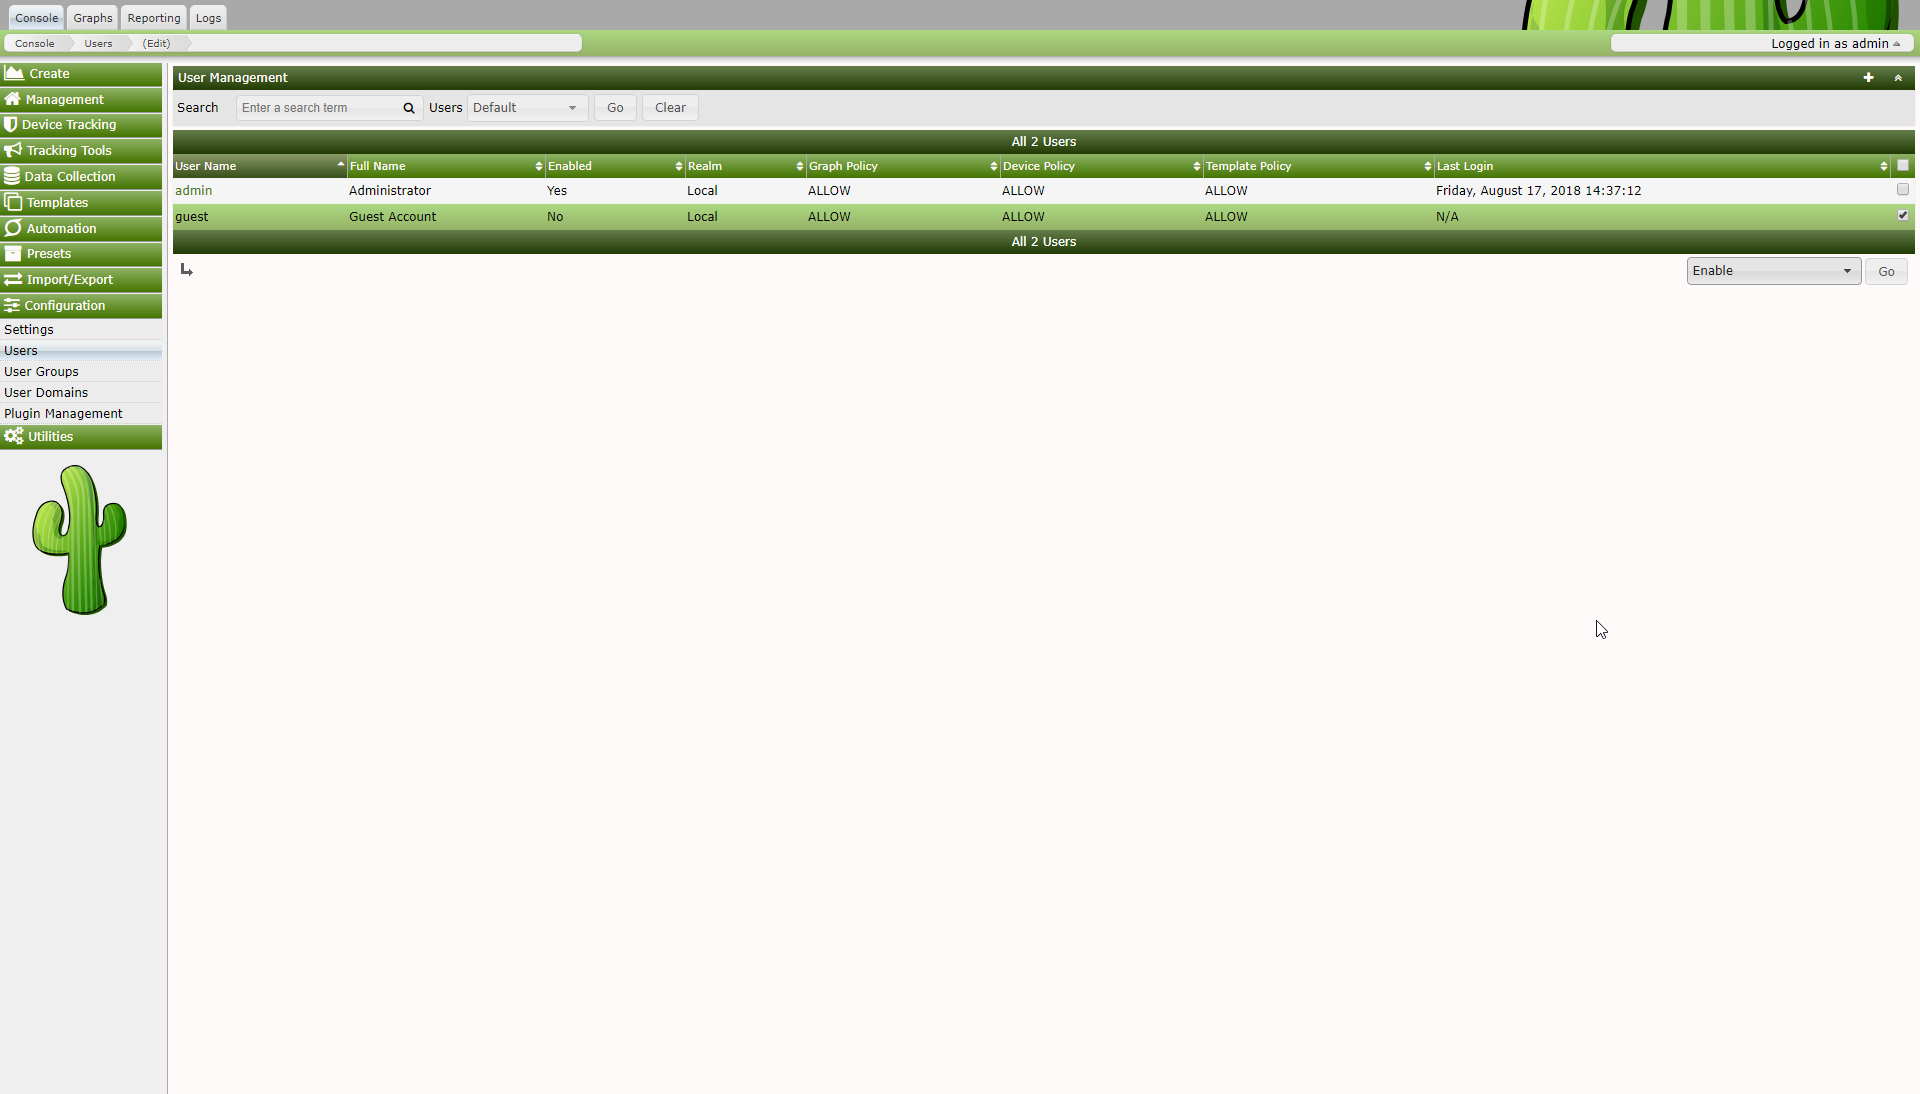 Console Graphs Reporting Logs
Console Users (Edit) Logged in as admin
Create
Management
Device Tracking
Tracking Tools
Data Collection
Templates
Automation
Presets
Import/Export
Configuration
Settings
Users
User Groups
User Domains
Plugin Management
Utilities
User Management
Search Enter a search term Users Default Go Clear
All 2 Users
User Name Full Name Enabled Realm Graph Policy Device Policy Template Policy Last Login
admin Administrator Yes Local ALLOW ALLOW ALLOW Friday, August 17, 2018 14:37:12
guest Guest Account No Local ALLOW ALLOW ALLOW N/A
All 2 Users
Enable Go